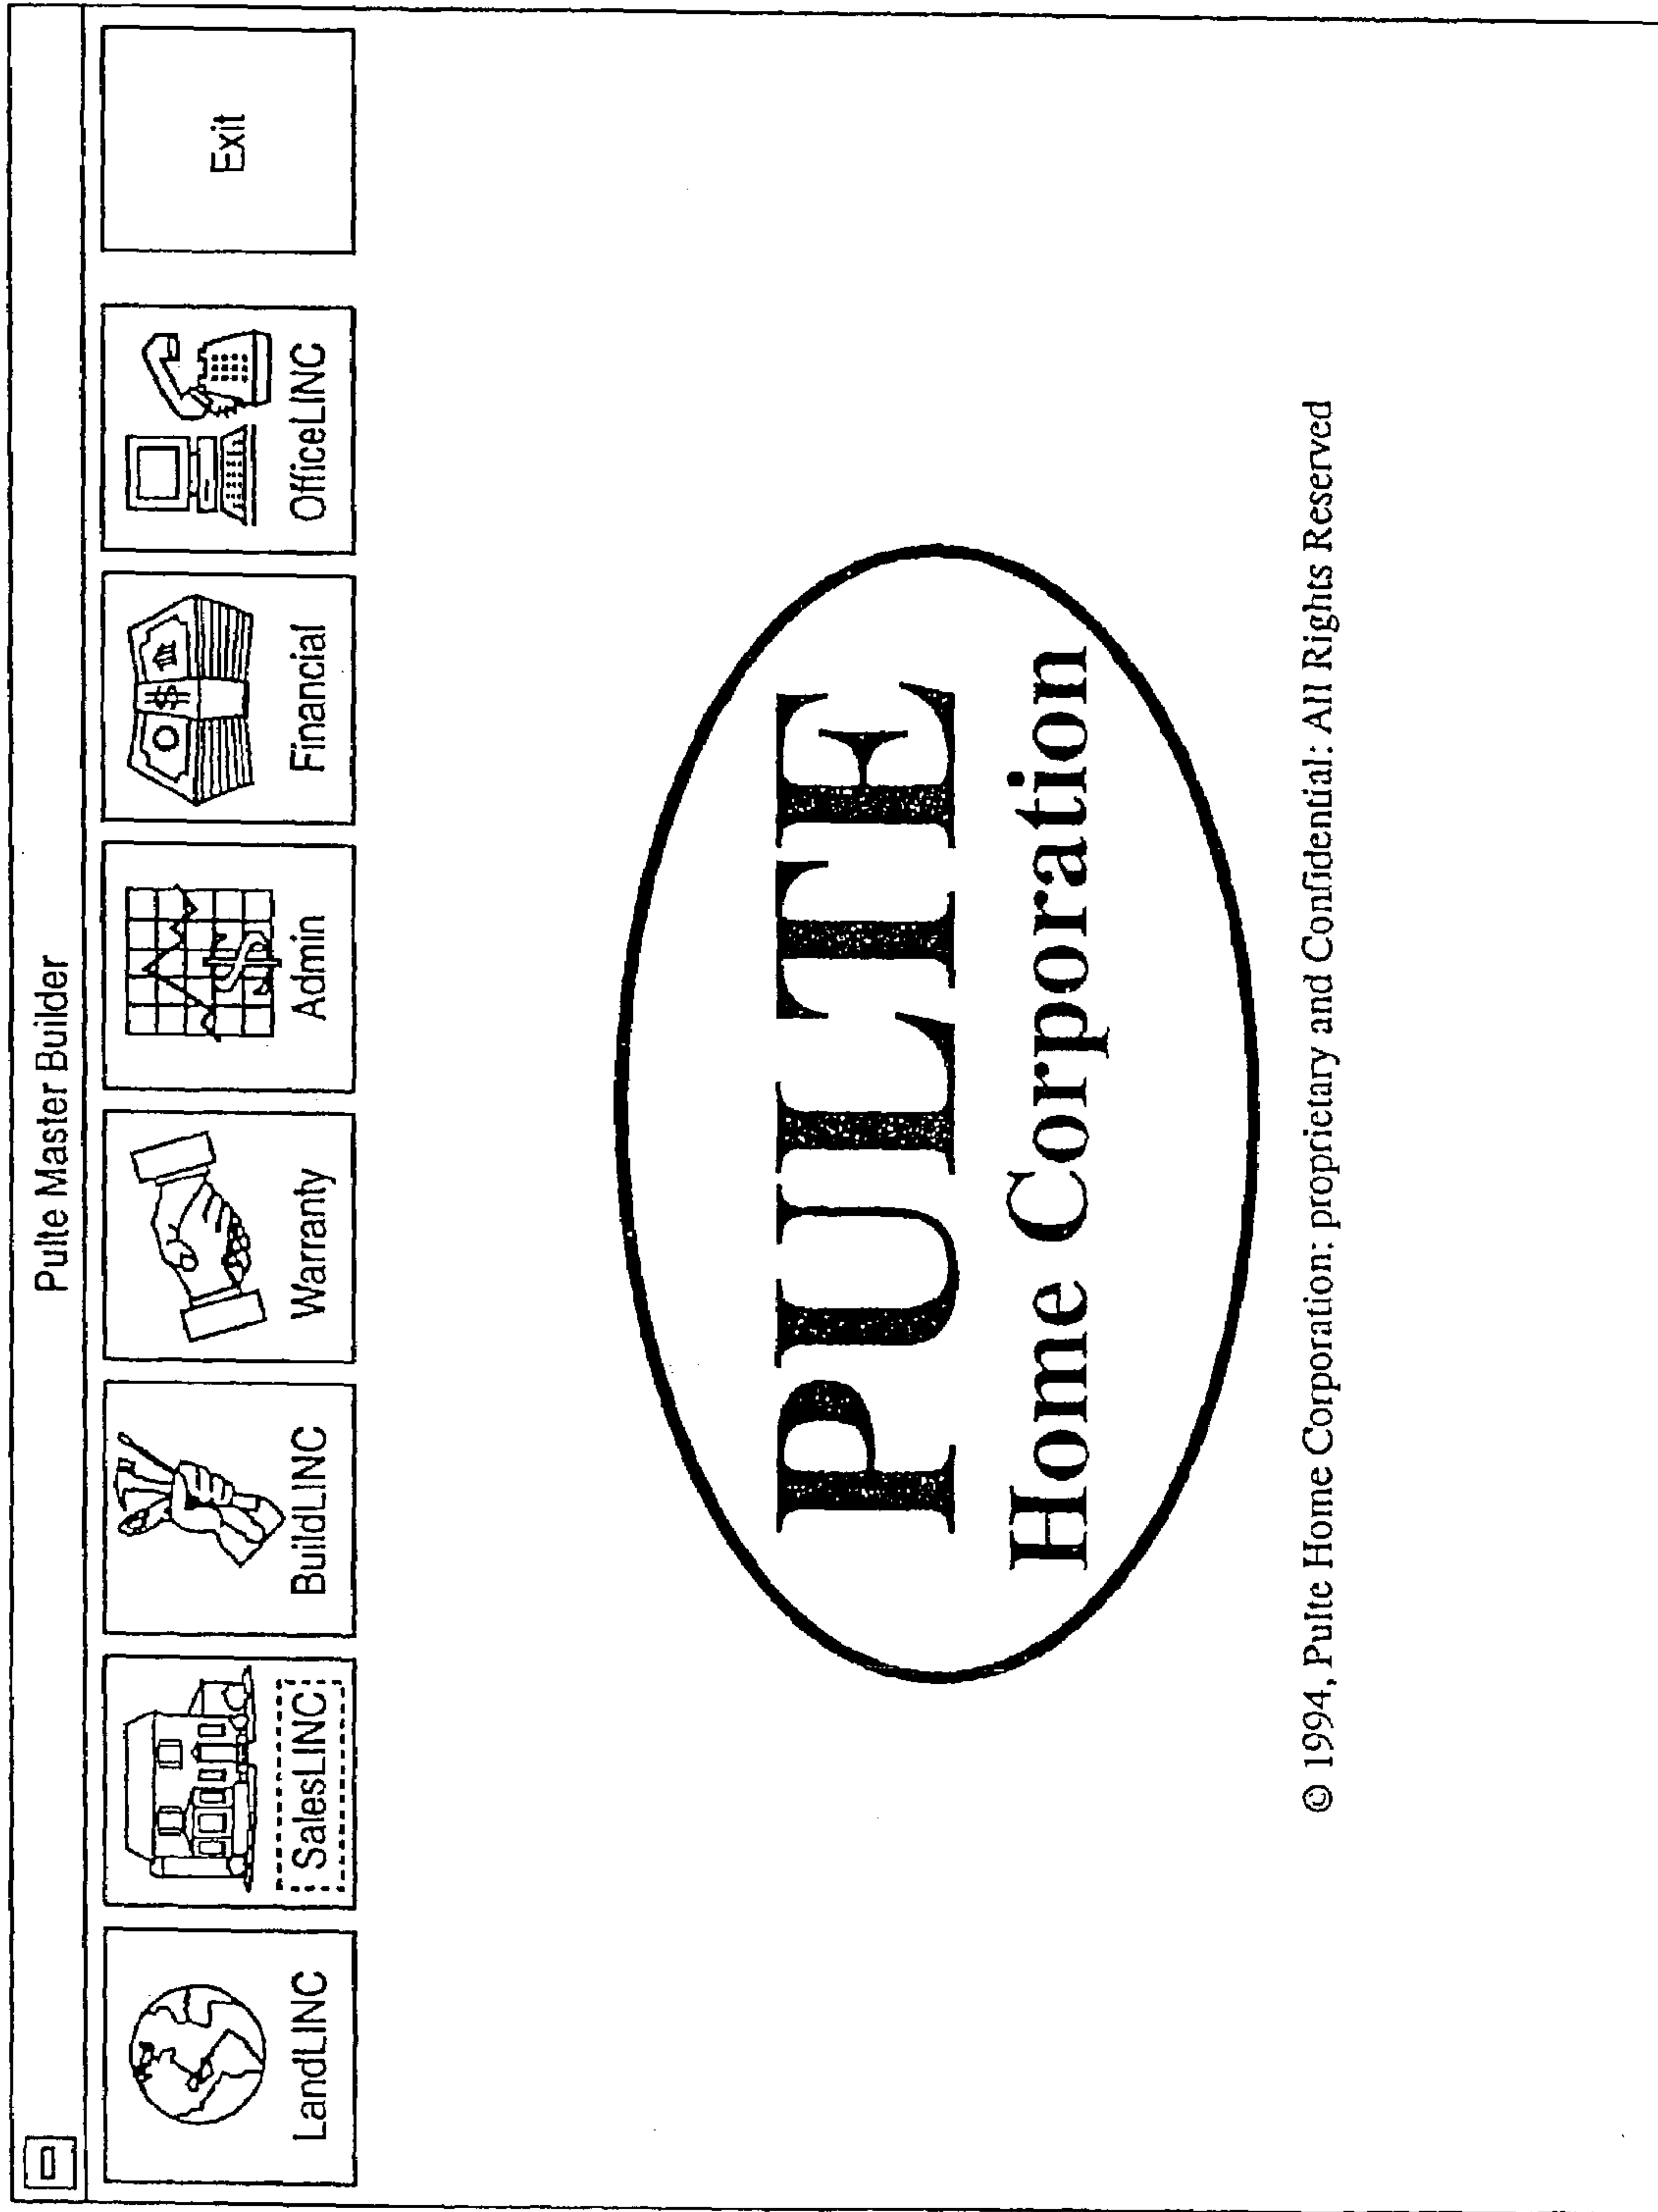 Pulte Master Builder
LandLINC
SalesLINC
BuildLINC
Warranty
Admin
Financial
OfficeLINC
Exit
PULTE
Home Corporation
© 1994, Pulte Home Corporation: proprietary and Confidential: All Rights Reserved